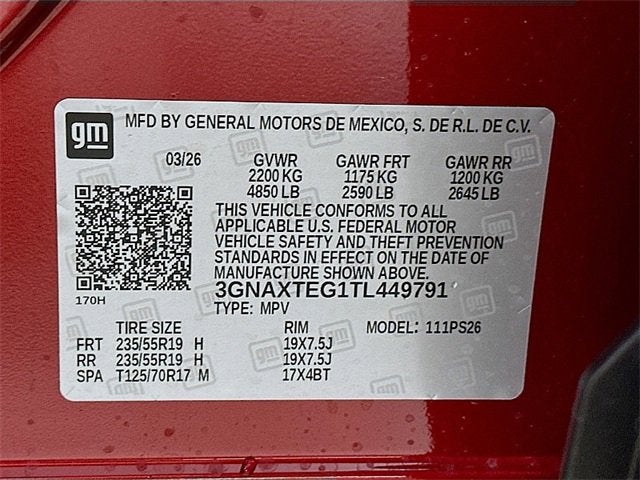 gm MFD BY GENERAL MOTORS DE MEXICO, S. DE R.L. DE C.V.
03/26 GVWR GAWR FRT GAWR RR
2200 KG 1175 KG 1200 KG
4850 LB 2590 LB 2645 LB
THIS VEHICLE CONFORMS TO ALL
APPLICABLE U.S. FEDERAL MOTOR
VEHICLE SAFETY AND THEFT PREVENTION
STANDARDS IN EFFECT ON THE DATE OF
MANUFACTURE SHOWN ABOVE.
170H
3GNAXTEG1TL449791
TYPE: MPV
TIRE SIZE RIM MODEL: 111PS26
FRT 235/55R19 H 19X7.5J
RR 235/55R19 H 19X7.5J
SPA T125/70R17 M 17X4BT